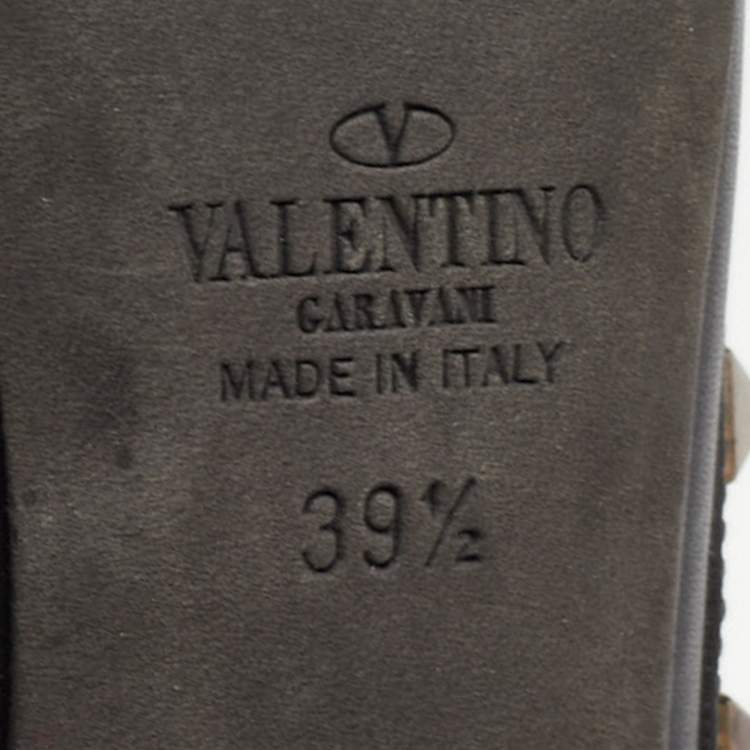 V
VALENTINO
GARAVANI
MADE IN ITALY
39½